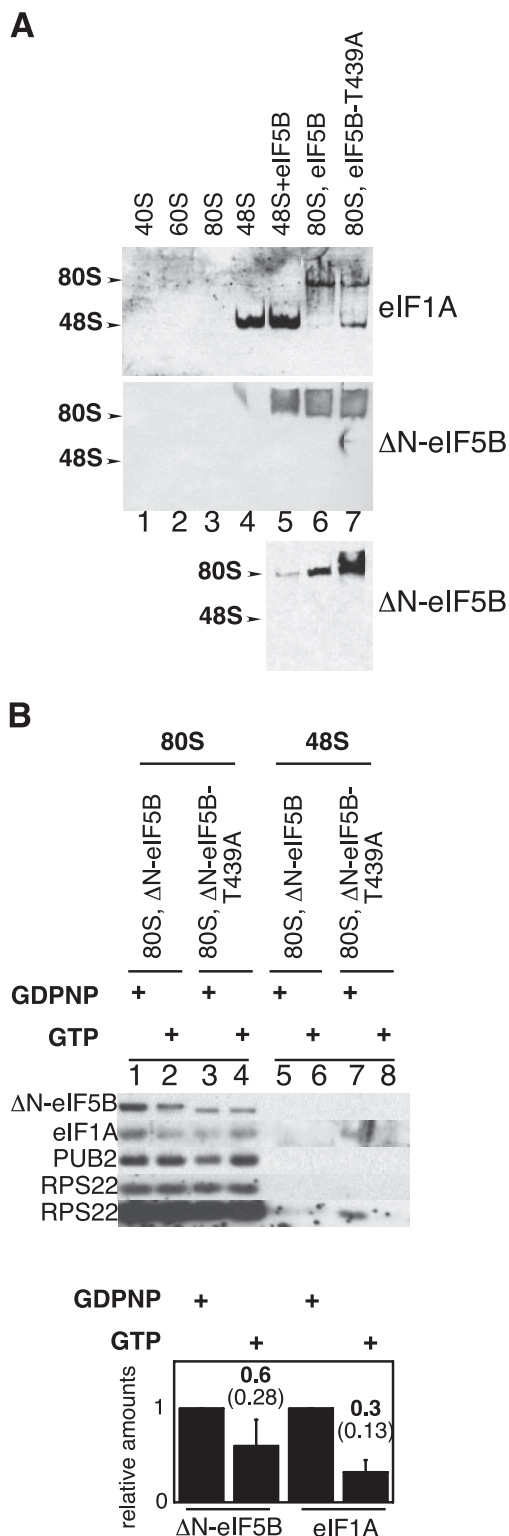 A
40S
60S
80S
48S
48S+eIF5B
80S, eIF5B
80S, eIF5B-T439A
80S
48S
eIF1A
80S
48S
ΔN-eIF5B
1 2 3 4 5 6 7
80S
48S
ΔN-eIF5B
B
80S 48S
80S, ΔN-eIF5B
80S, ΔN-eIF5B-
T439A
80S, ΔN-eIF5B
80S, ΔN-eIF5B-
T439A
GDPNP + + + +
GTP + + + +
1 2 3 4 5 6 7 8
ΔN-eIF5B
eIF1A
PUB2
RPS22
RPS22
GDPNP + +
GTP + +
relative amounts
1
0
0.6
(0.28)
0.3
(0.13)
ΔN-eIF5B eIF1A